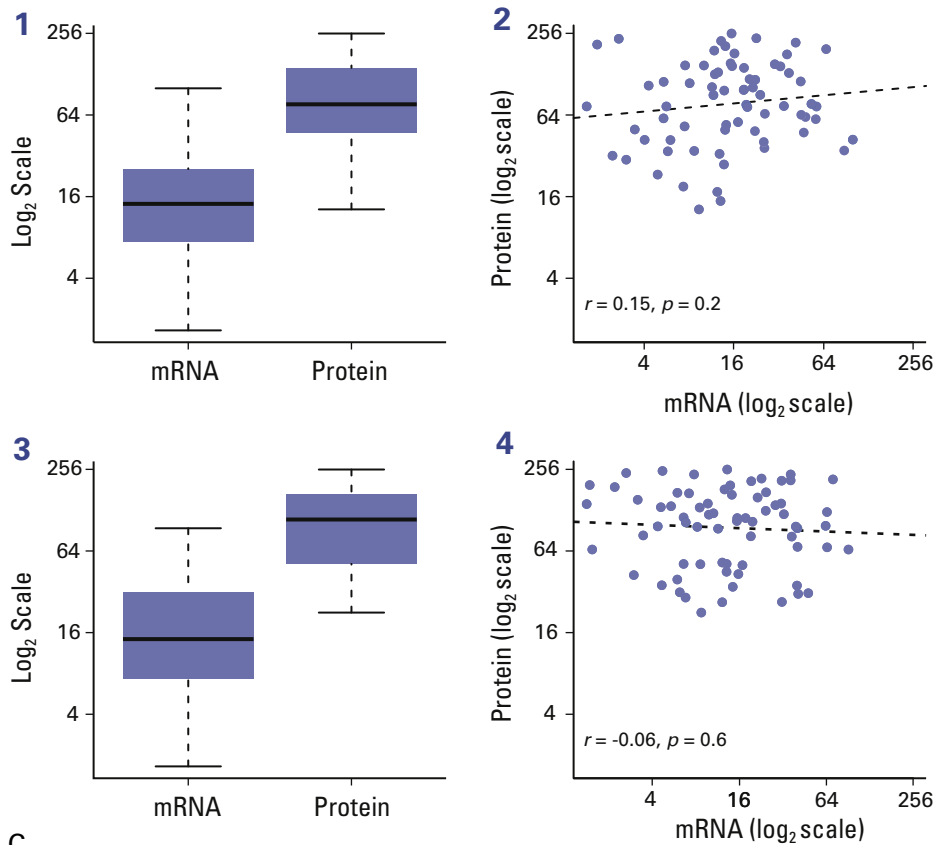 1
256
64
16
4
Log₂ Scale
mRNA Protein
2
256
64
16
4
Protein (log₂ scale)
r = 0.15, p = 0.2
4 16 64 256
mRNA (log₂ scale)
3
256
64
16
4
Log₂ Scale
mRNA Protein
4
256
64
16
4
Protein (log₂ scale)
r = -0.06, p = 0.6
4 16 64 256
mRNA (log₂ scale)